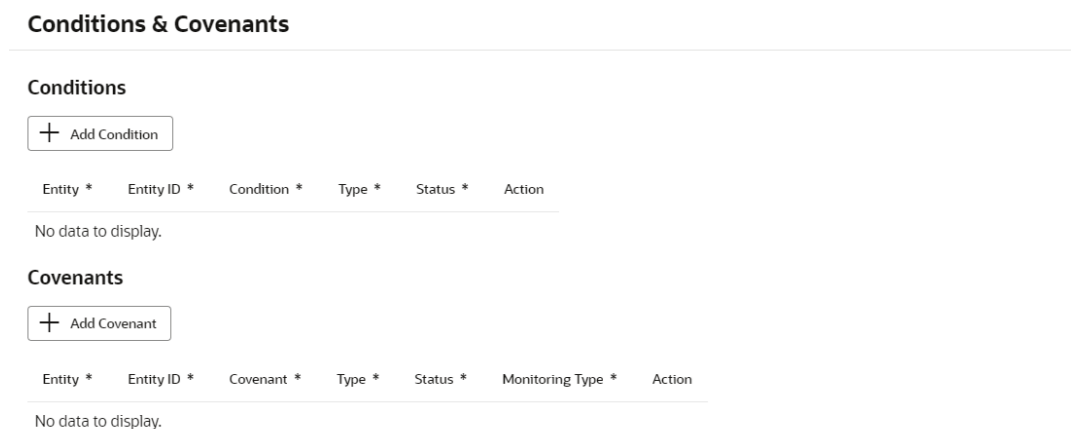 Conditions & Covenants
Conditions
Add Condition
Entity * Entity ID * Condition * Type * Status * Action
No data to display.
Covenants
Add Covenant
Entity * Entity ID * Covenant * Type * Status * Monitoring Type * Action
No data to display.